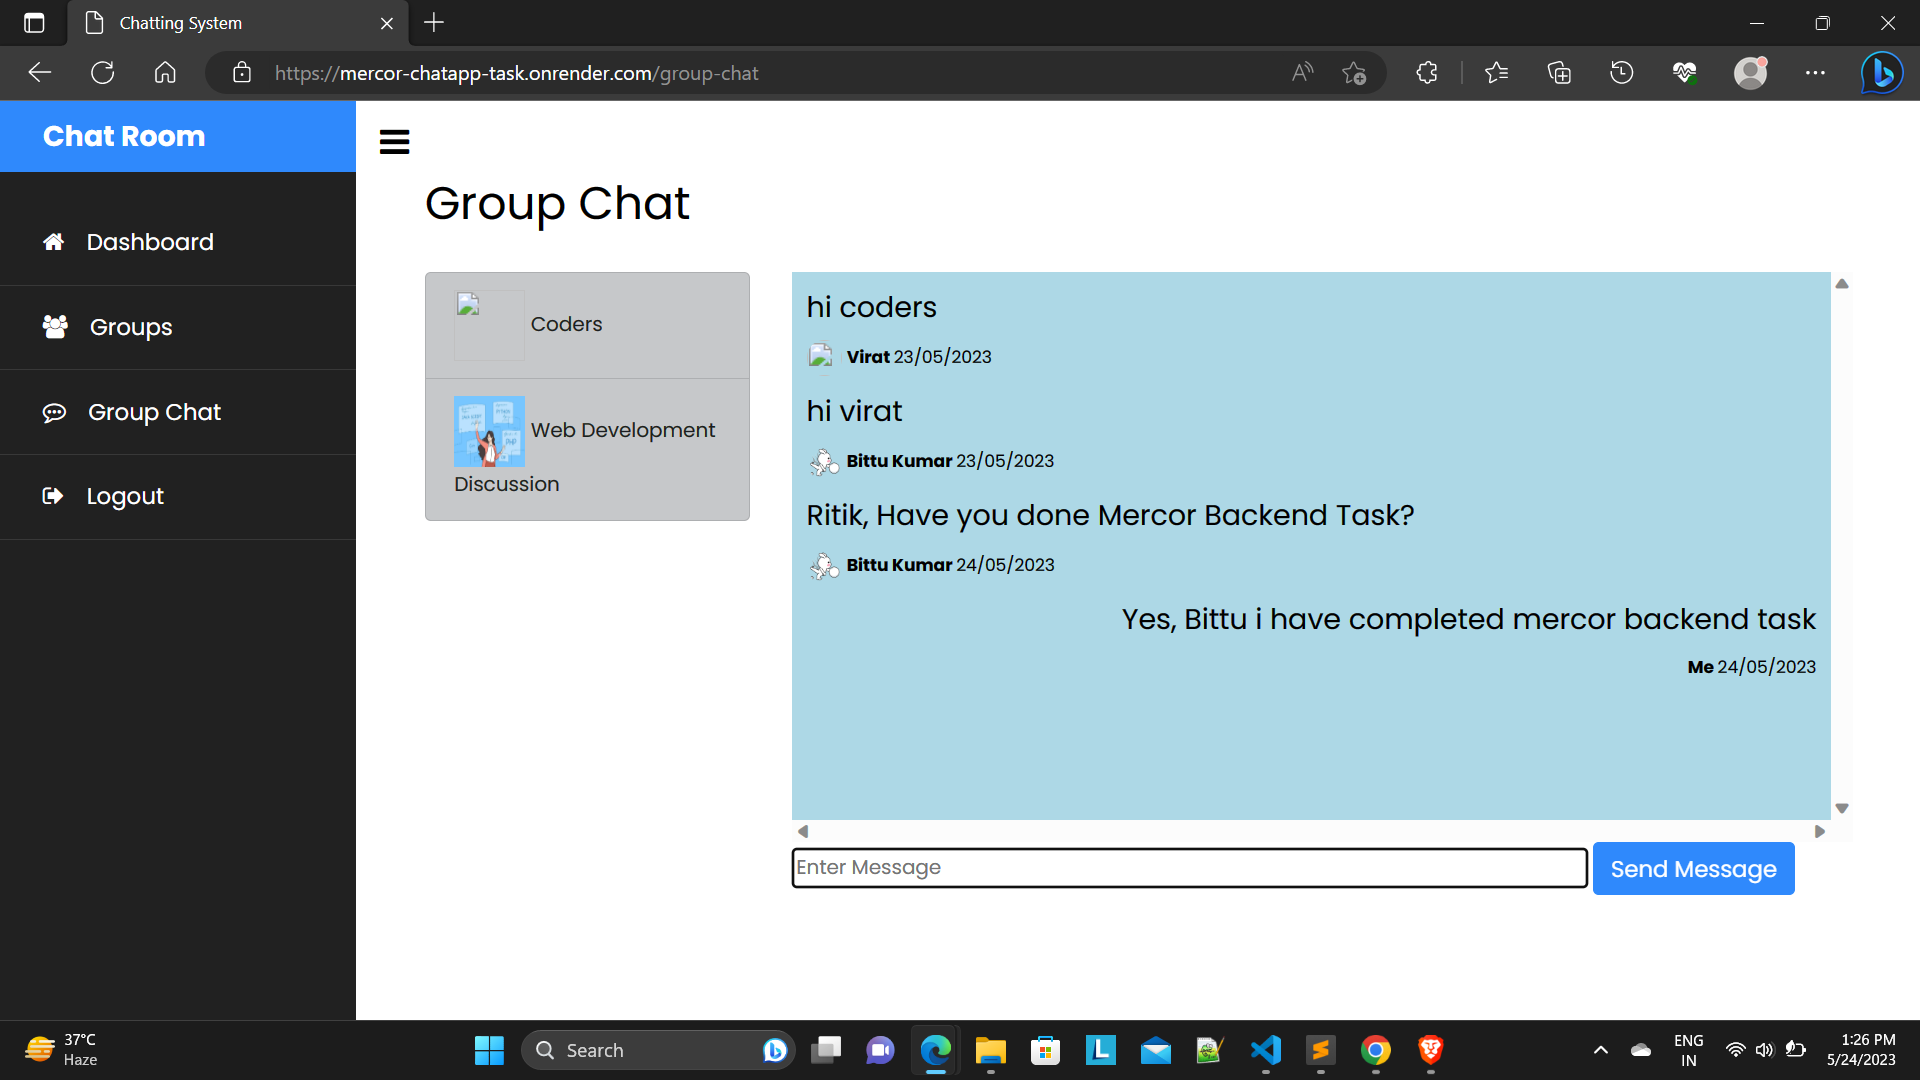 Chatting System
https://mercor-chatapp-task.onrender.com/group-chat
Chat Room
Dashboard
Groups
Group Chat
Logout
Group Chat
Coders
Web Development
Discussion
hi coders
Virat 23/05/2023
hi virat
Bittu Kumar 23/05/2023
Ritik, Have you done Mercor Backend Task?
Bittu Kumar 24/05/2023
Yes, Bittu i have completed mercor backend task
Me 24/05/2023
Enter Message
Send Message
37°C
Haze
Search
ENG
IN
1:26 PM
5/24/2023